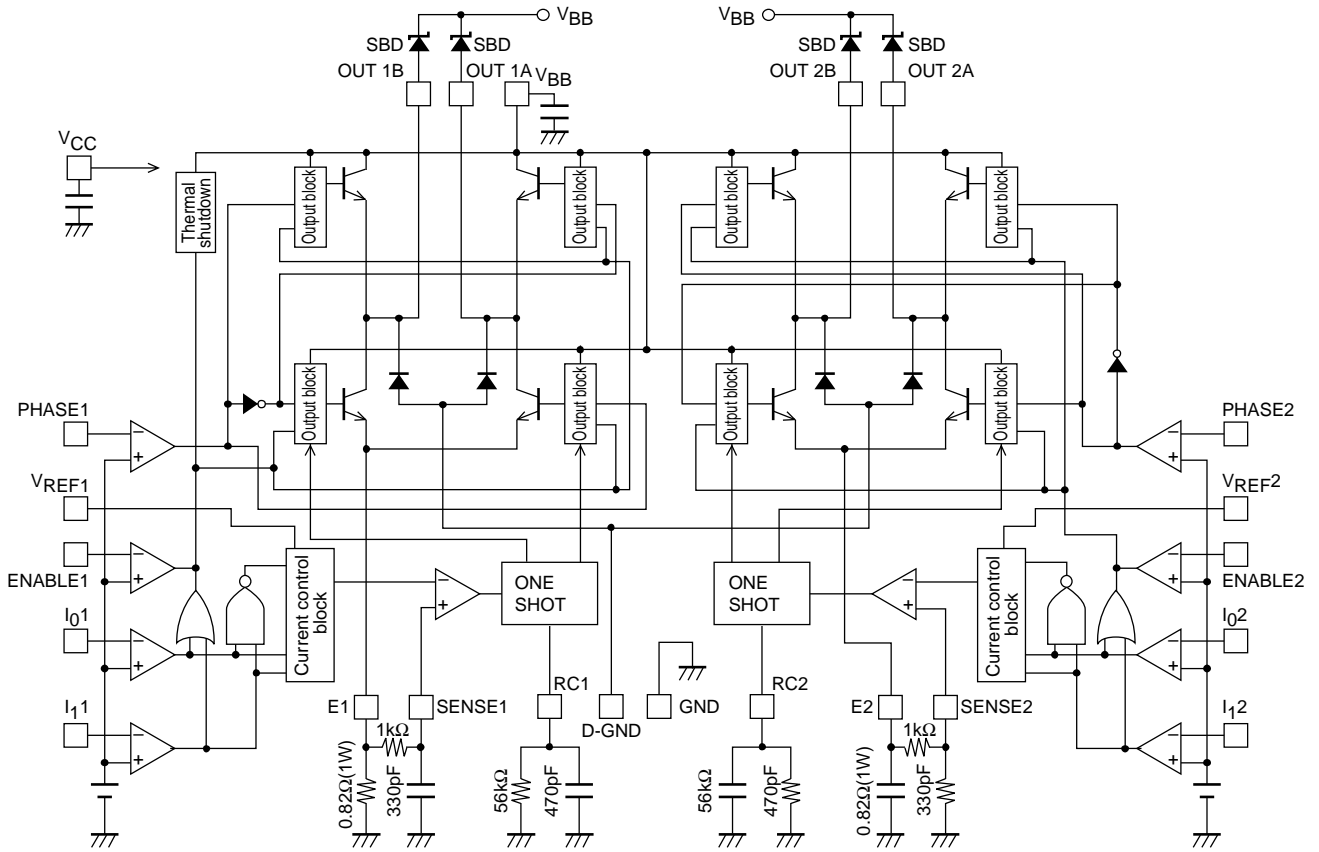 VBB
VBB
SBD
SBD
SBD
SBD
OUT 1B
OUT 1A
VBB
OUT 2B
OUT 2A
VCC
Thermal
shutdown
Output block
Output block
Output block
Output block
Output block
Output block
Output block
Output block
PHASE1
PHASE2
VREF1
VREF2
ENABLE1
ENABLE2
ONE
SHOT
ONE
SHOT
Current control
block
Current control
block
I01
I02
I11
I12
E1
SENSE1
RC1
D-GND
GND
RC2
E2
SENSE2
1kΩ
1kΩ
0.82Ω(1W)
330pF
56kΩ
470pF
56kΩ
470pF
0.82Ω(1W)
330pF